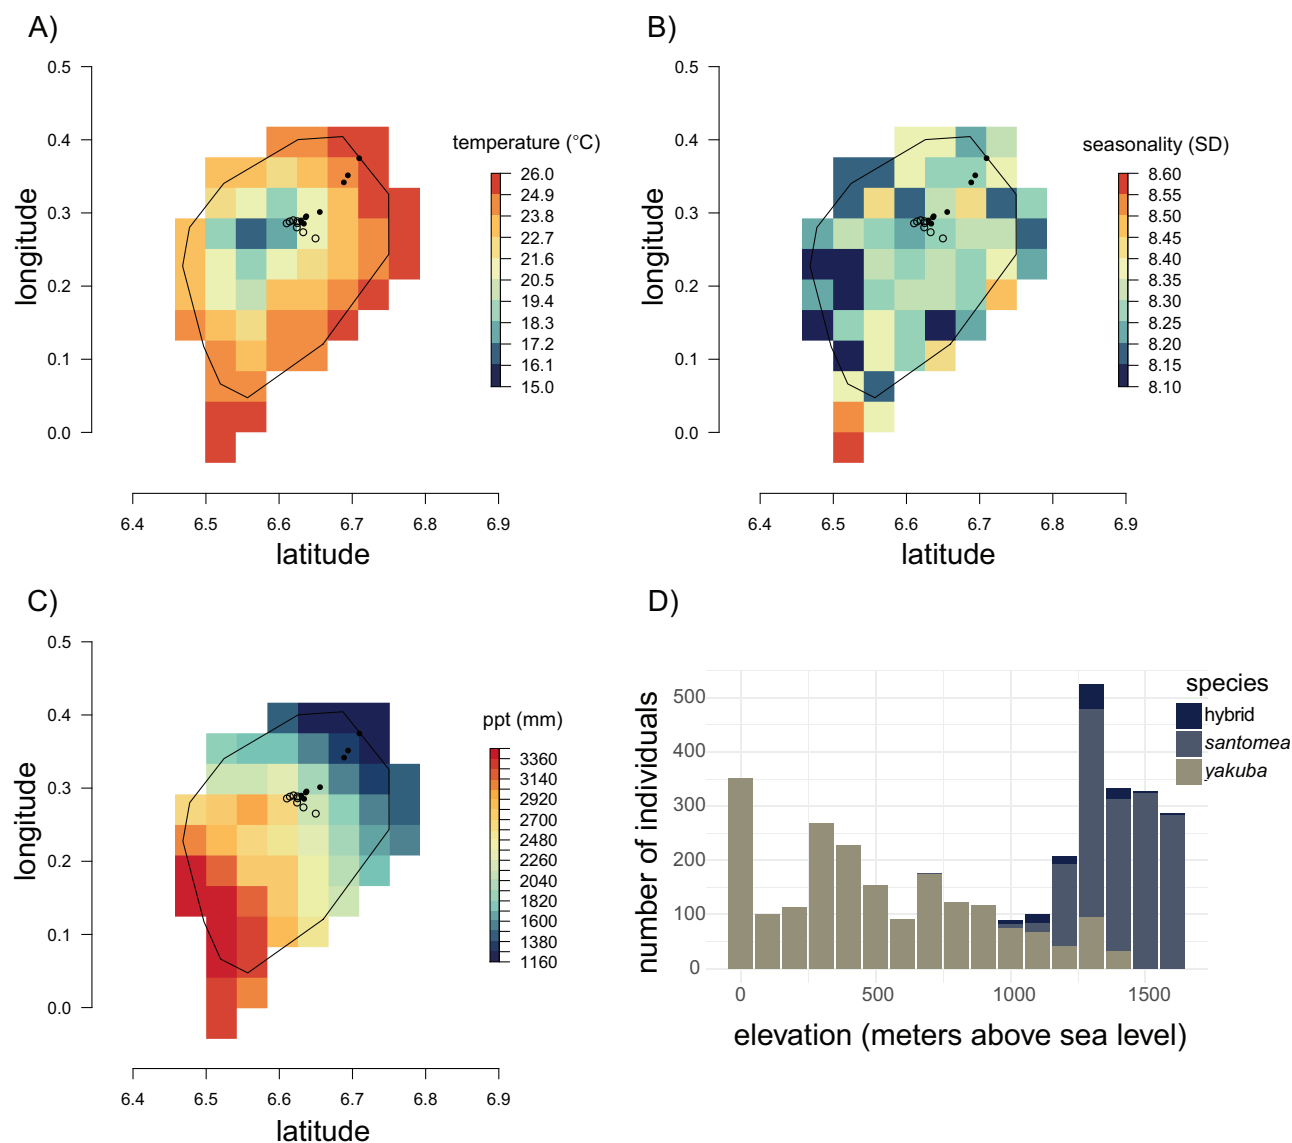 A)
0.5
0.4
0.3
0.2
0.1
0.0
longitude
6.4 6.5 6.6 6.7 6.8 6.9
latitude
temperature (°C)
26.0
24.9
23.8
22.7
21.6
20.5
19.4
18.3
17.2
16.1
15.0
B)
0.5
0.4
0.3
0.2
0.1
0.0
longitude
6.4 6.5 6.6 6.7 6.8 6.9
latitude
seasonality (SD)
8.60
8.55
8.50
8.45
8.40
8.35
8.30
8.25
8.20
8.15
8.10
C)
0.5
0.4
0.3
0.2
0.1
0.0
longitude
6.4 6.5 6.6 6.7 6.8 6.9
latitude
ppt (mm)
3360
3140
2920
2700
2480
2260
2040
1820
1600
1380
1160
D)
number of individuals
500
400
300
200
100
0
0 500 1000 1500
elevation (meters above sea level)
species
hybrid
santomea
yakuba